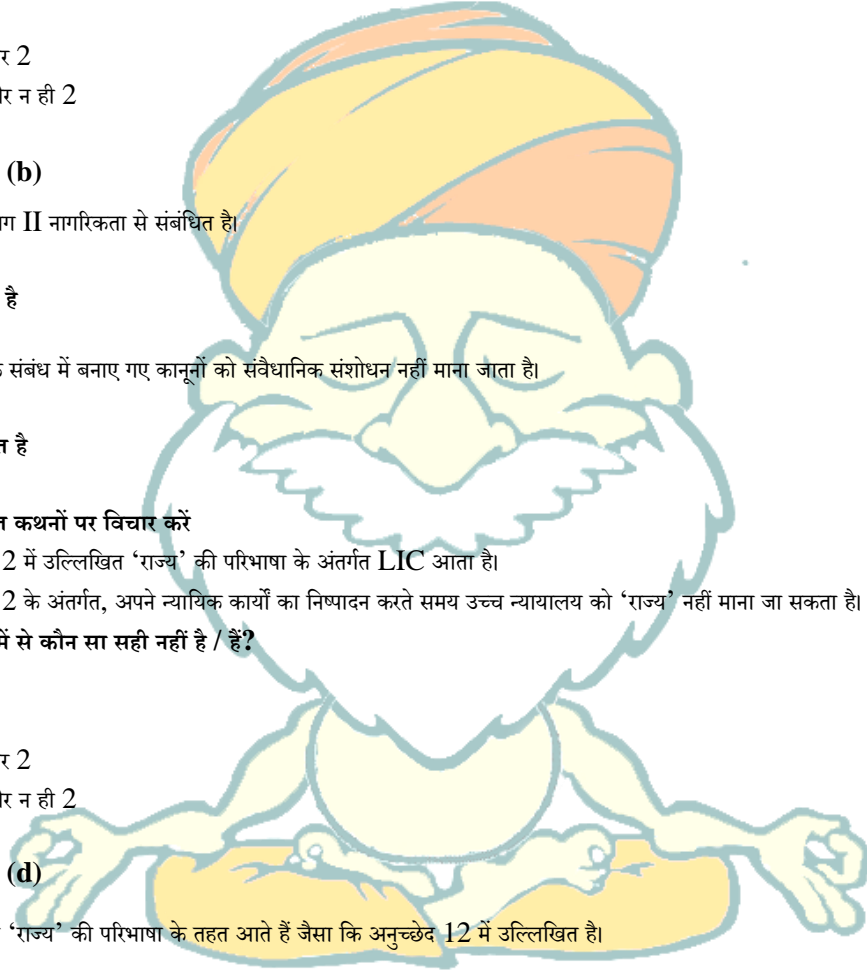 र 2
र न ही 2
(b)
ग II नागरिकता से संबंधित है।
है
संबंध में बनाए गए कानूनों को संवैधानिक संशोधन नहीं माना जाता है।
है
कथनों पर विचार करें
2 में उल्लिखित ‘राज्य’ की परिभाषा के अंतर्गत LIC आता है।
2 के अंतर्गत, अपने न्यायिक कार्यों का निष्पादन करते समय उच्च न्यायालय को ‘राज्य’ नहीं माना जा सकता है।
में से कौन सा सही नहीं है / हैं?
र 2
र न ही 2
(d)
‘राज्य’ की परिभाषा के तहत आते हैं जैसा कि अनुच्छेद 12 में उल्लिखित है।